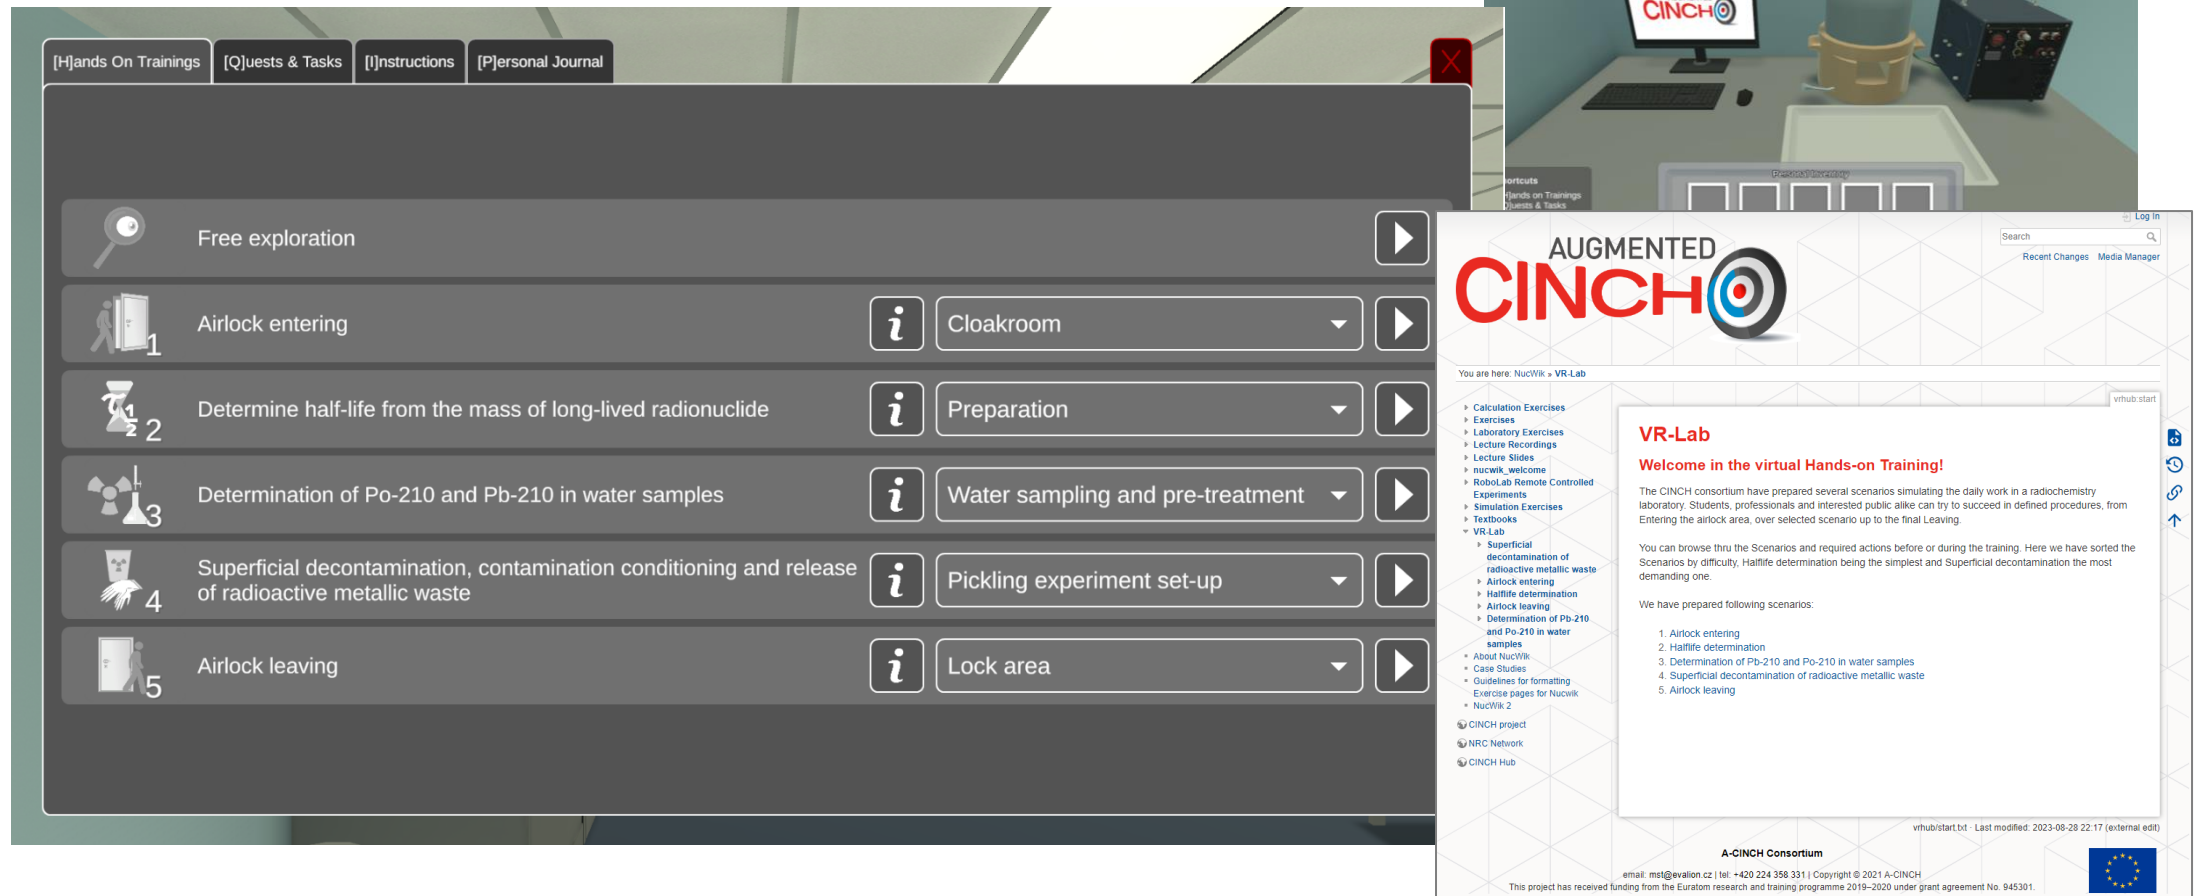 [H]ands On Trainings
[Q]uests & Tasks
[I]nstructions
[P]ersonal Journal
X
Free exploration
1
Airlock entering
i
Cloakroom
2
Determine half-life from the mass of long-lived radionuclide
i
Preparation
3
Determination of Po-210 and Pb-210 in water samples
i
Water sampling and pre-treatment
4
Superficial decontamination, contamination conditioning and release
of radioactive metallic waste
i
Pickling experiment set-up
5
Airlock leaving
i
Lock area
CINCH
Personal Inventory
ortcuts
H]ands on Trainings
Q]uests & Tasks
Log In
Search
Recent Changes Media Manager
AUGMENTED
CINCH
You are here: NucWik » VR-Lab
vrhub:start
Calculation Exercises
Exercises
Laboratory Exercises
Lecture Recordings
Lecture Slides
nucwik_welcome
RoboLab Remote Controlled
Experiments
Simulation Exercises
Textbooks
VR-Lab
Superficial
decontamination of
radioactive metallic waste
Airlock entering
Halflife determination
Airlock leaving
Determination of Pb-210
and Po-210 in water
samples
About NucWik
Case Studies
Guidelines for formatting
Exercise pages for Nucwik
NucWik 2
CINCH project
NRC Network
CINCH Hub
VR-Lab
Welcome in the virtual Hands-on Training!
The CINCH consortium have prepared several scenarios simulating the daily work in a radiochemistry
laboratory. Students, professionals and interested public alike can try to succeed in defined procedures, from
Entering the airlock area, over selected scenario up to the final Leaving.
You can browse thru the Scenarios and required actions before or during the training. Here we have sorted the
Scenarios by difficulty, Halflife determination being the simplest and Superficial decontamination the most
demanding one.
We have prepared following scenarios:
1. Airlock entering
2. Halflife determination
3. Determination of Pb-210 and Po-210 in water samples
4. Superficial decontamination of radioactive metallic waste
5. Airlock leaving
vrhub/start.txt · Last modified: 2023-08-28 22:17 (external edit)
A-CINCH Consortium
email: mst@evalion.cz | tel: +420 224 358 331 | Copyright © 2021 A-CINCH
This project has received funding from the Euratom research and training programme 2019–2020 under grant agreement No. 945301.